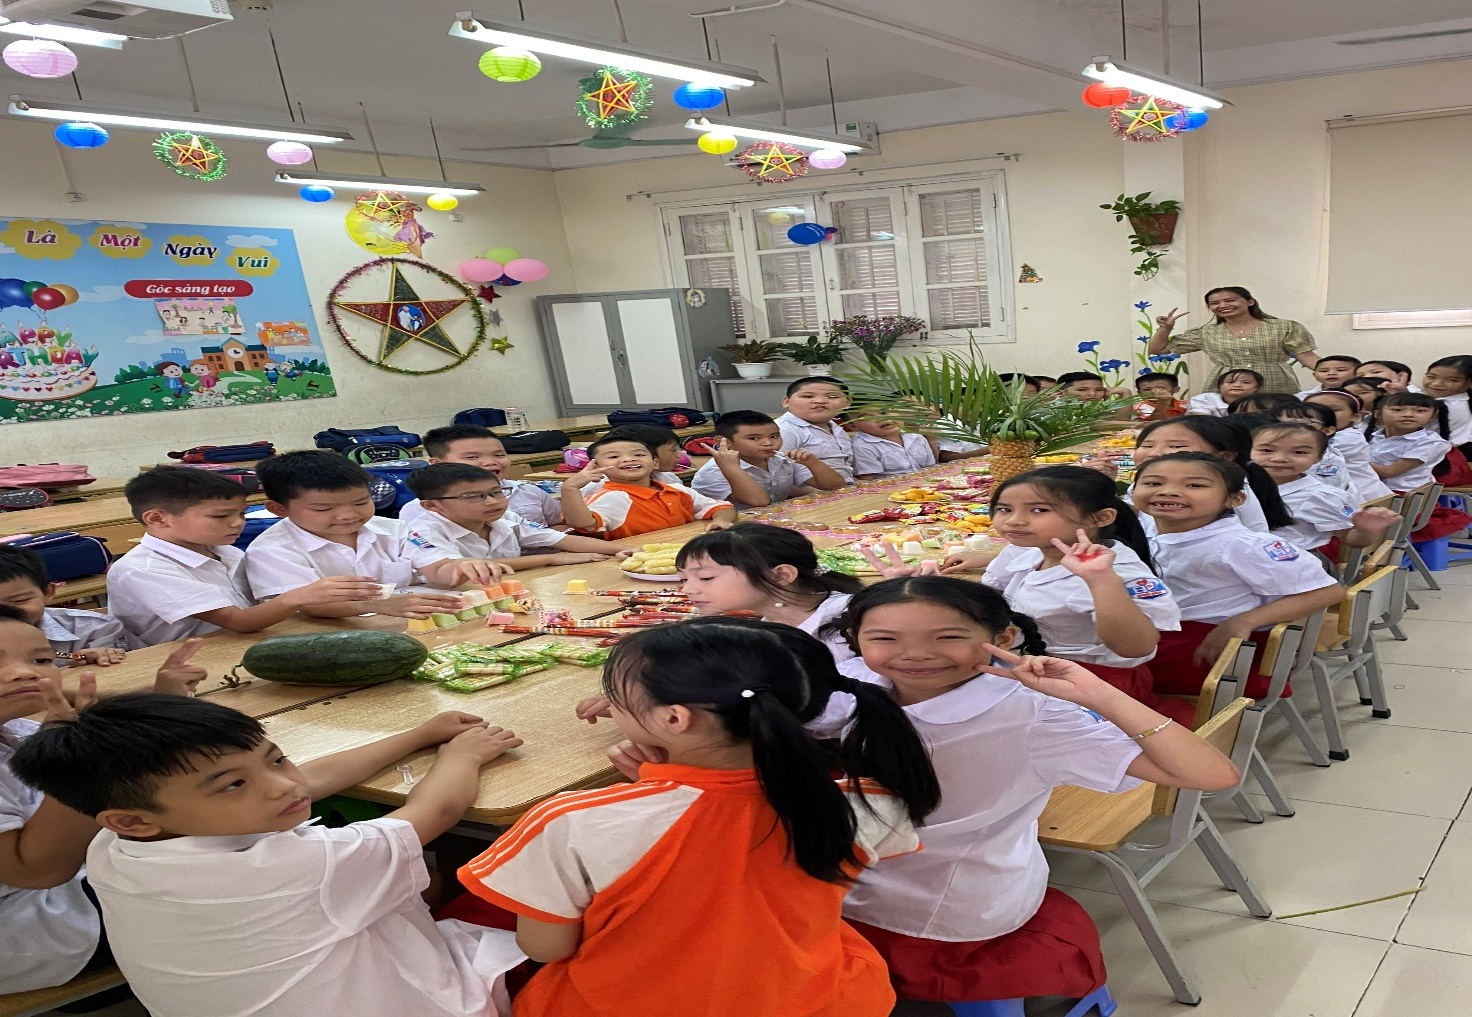 Là Một Ngày Vui
Góc sáng tạo
HAPPY
BIRTHDAY